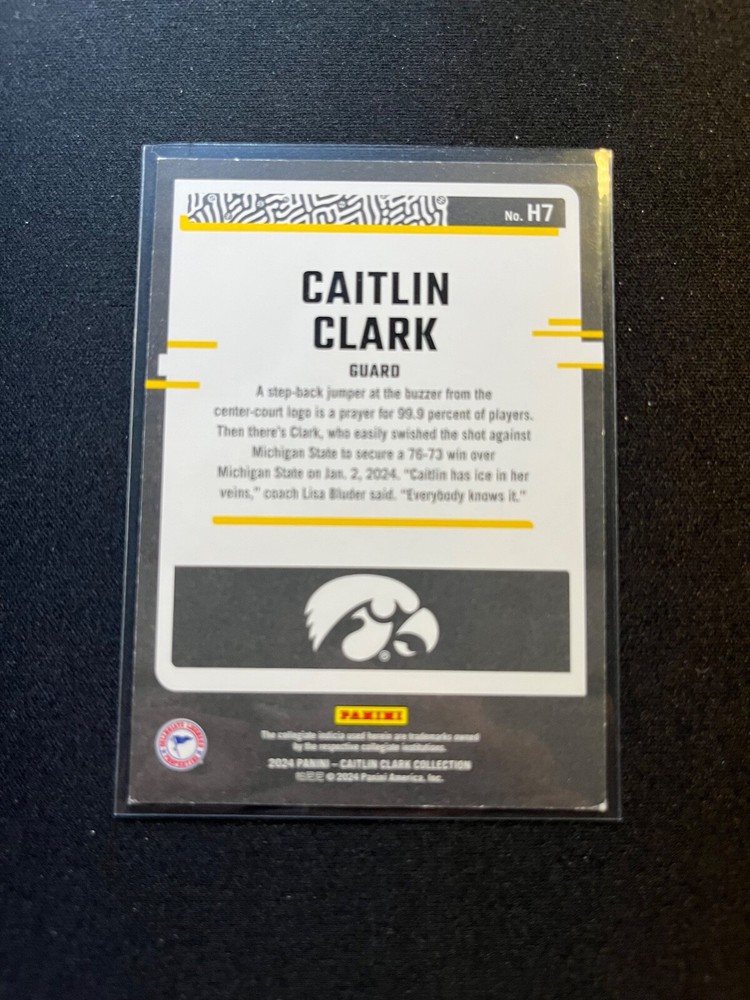 No. H7
CAITLIN
CLARK
GUARD
A step-back jumper at the buzzer from the
center-court logo is a prayer for 99.9 percent of players.
Then there's Clark, who easily swished the shot against
Michigan State to secure a 76-73 win over
Michigan State on Jan. 2, 2024. "Caitlin has ice in her
veins," coach Lisa Bluder said. "Everybody knows it."
PANINI
The collegiate indicia used herein are trademarks owned
by the respective collegiate institutions.
2024 PANINI – CAITLIN CLARK COLLECTION
© 2024 Panini America, Inc.